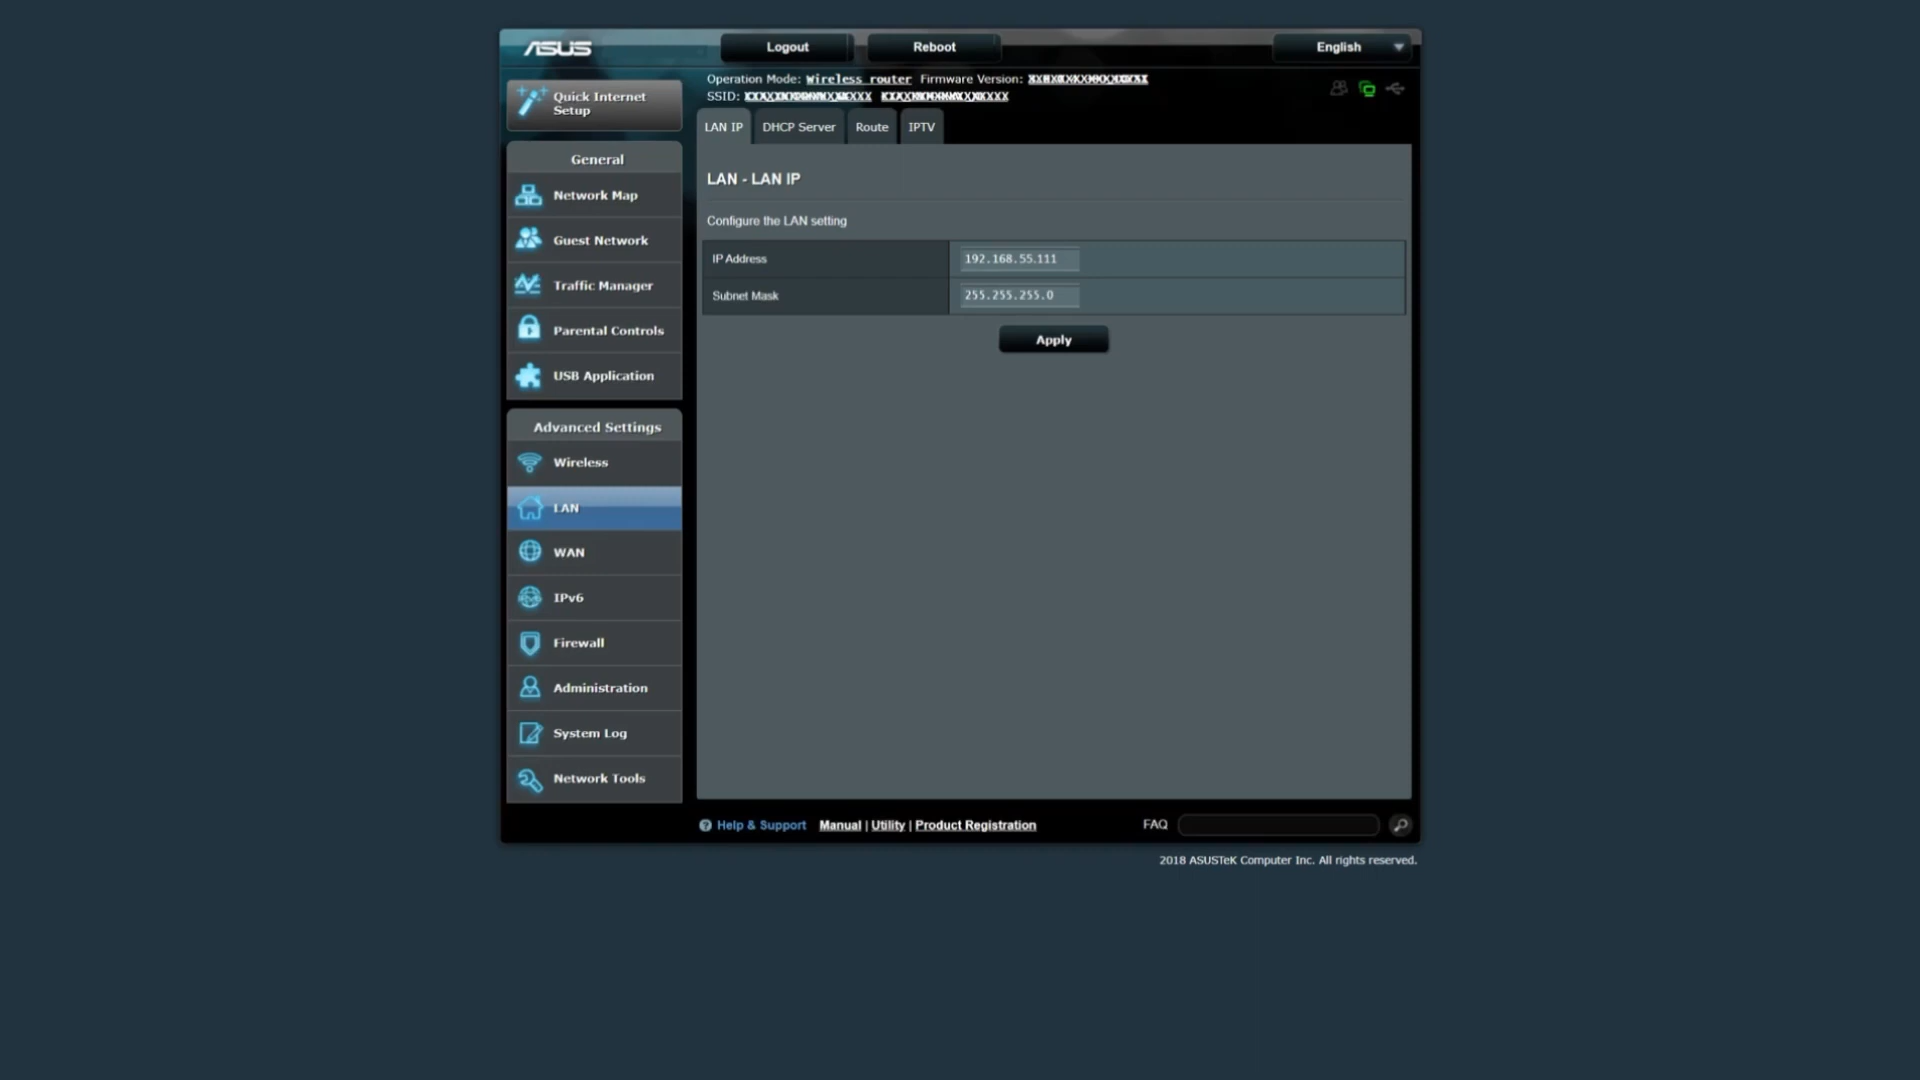 ASUS
Logout
Reboot
English
Quick Internet
Setup
Operation Mode: Wireless router Firmware Version:
SSID:
LAN IP
DHCP Server
Route
IPTV
General
Network Map
Guest Network
Traffic Manager
Parental Controls
USB Application
Advanced Settings
Wireless
LAN
WAN
IPv6
Firewall
Administration
System Log
Network Tools
LAN - LAN IP
Configure the LAN setting
IP Address
192.168.55.111
Subnet Mask
255.255.255.0
Apply
Help & Support
Manual | Utility | Product Registration
FAQ
2018 ASUSTeK Computer Inc. All rights reserved.